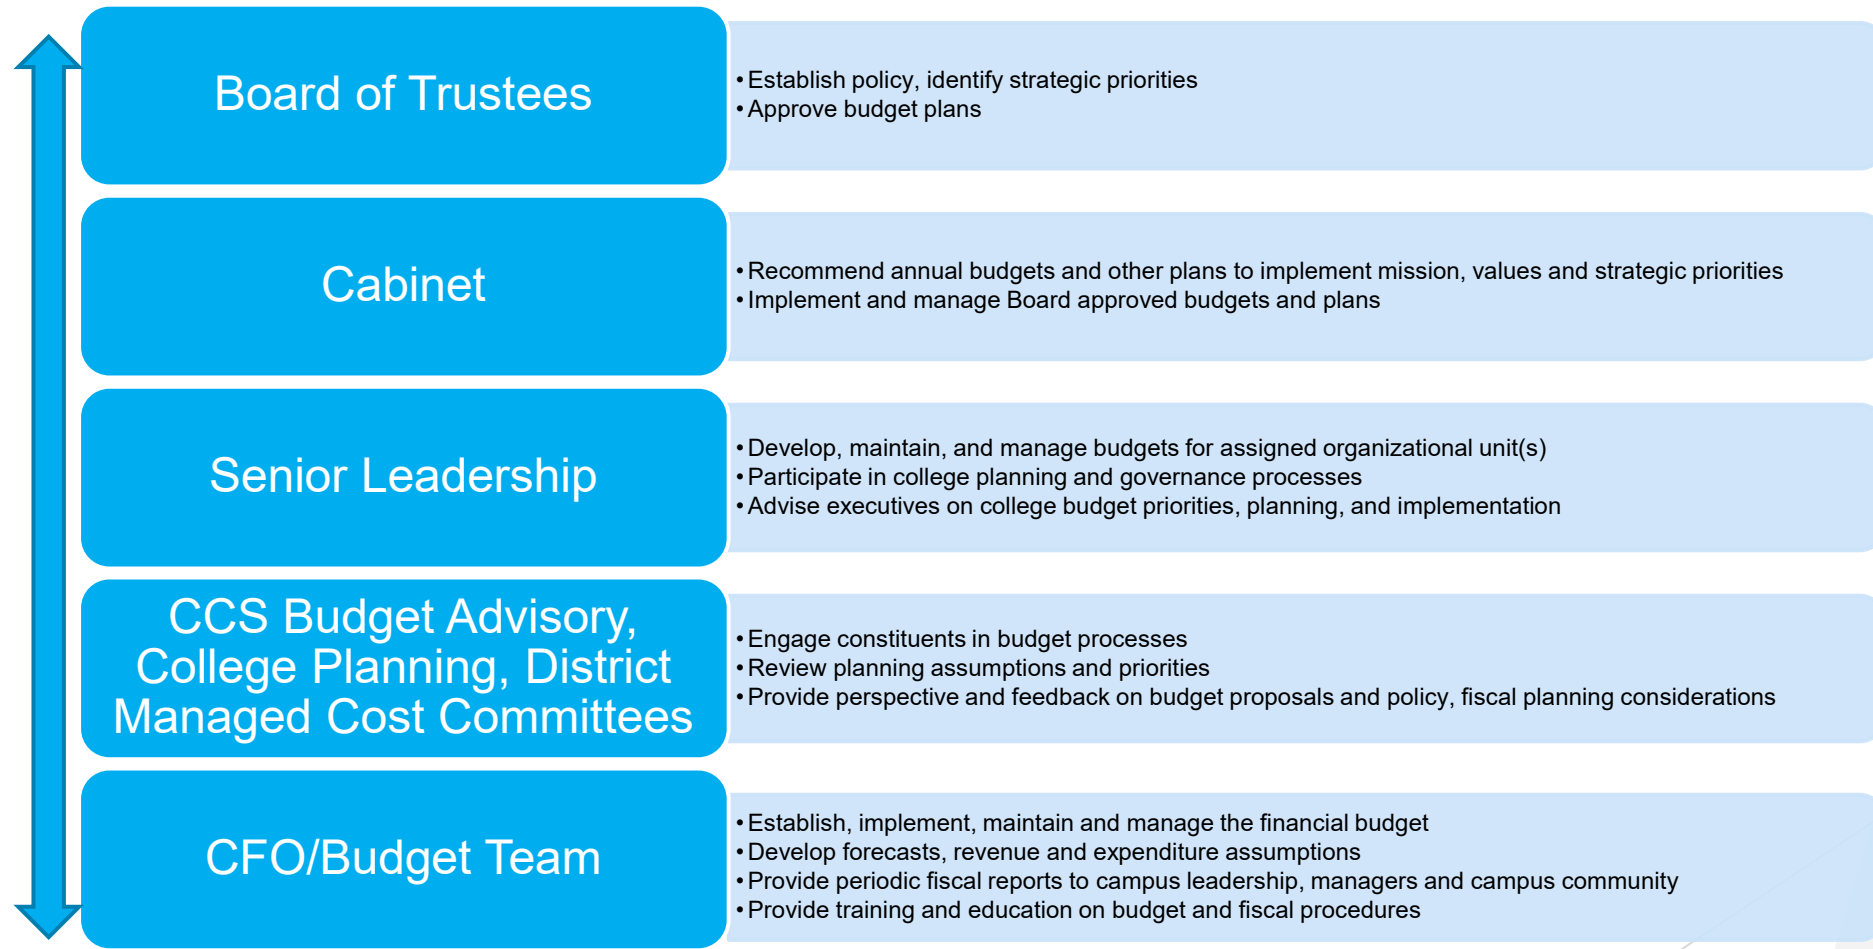 Board of Trustees
• Establish policy, identify strategic priorities
• Approve budget plans
Cabinet
• Recommend annual budgets and other plans to implement mission, values and strategic priorities
• Implement and manage Board approved budgets and plans
Senior Leadership
• Develop, maintain, and manage budgets for assigned organizational unit(s)
• Participate in college planning and governance processes
• Advise executives on college budget priorities, planning, and implementation
CCS Budget Advisory,
College Planning, District
Managed Cost Committees
• Engage constituents in budget processes
• Review planning assumptions and priorities
• Provide perspective and feedback on budget proposals and policy, fiscal planning considerations
CFO/Budget Team
• Establish, implement, maintain and manage the financial budget
• Develop forecasts, revenue and expenditure assumptions
• Provide periodic fiscal reports to campus leadership, managers and campus community
• Provide training and education on budget and fiscal procedures